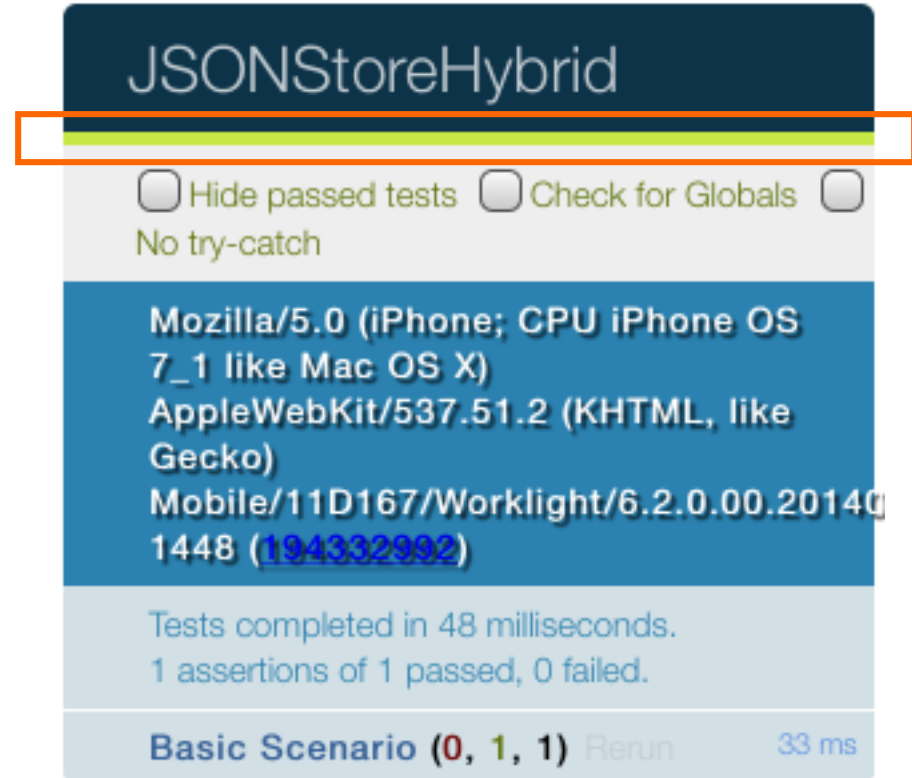 JSONStoreHybrid
Hide passed tests Check for Globals
No try-catch
Mozilla/5.0 (iPhone; CPU iPhone OS
7_1 like Mac OS X)
AppleWebKit/537.51.2 (KHTML, like
Gecko)
Mobile/11D167/Worklight/6.2.0.00.20140
1448 (194332992)
Tests completed in 48 milliseconds.
1 assertions of 1 passed, 0 failed.
Basic Scenario (0, 1, 1) Rerun 33 ms